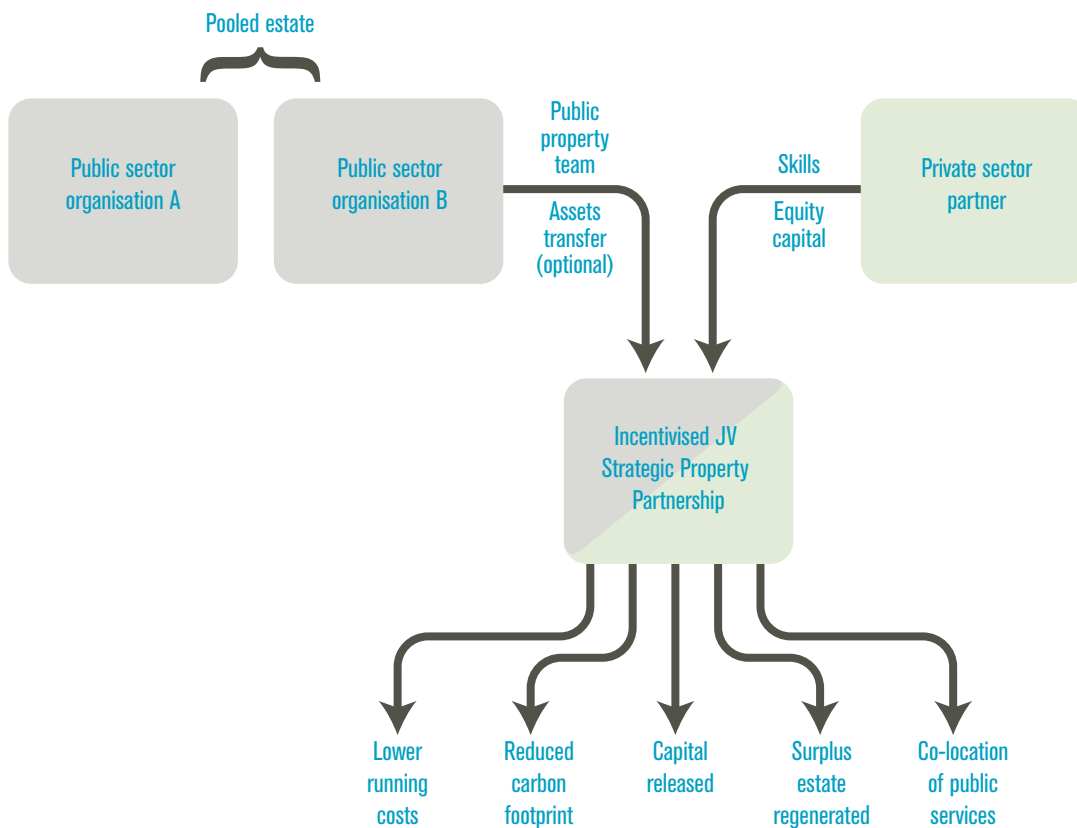 Pooled estate
Public sector
organisation A
Public sector
organisation B
Public
property
team
Assets
transfer
(optional)
Skills
Equity
capital
Private sector
partner
Incentivised JV
Strategic Property
Partnership
Lower
running
costs
Reduced
carbon
footprint
Capital
released
Surplus
estate
regenerated
Co-location
of public
services